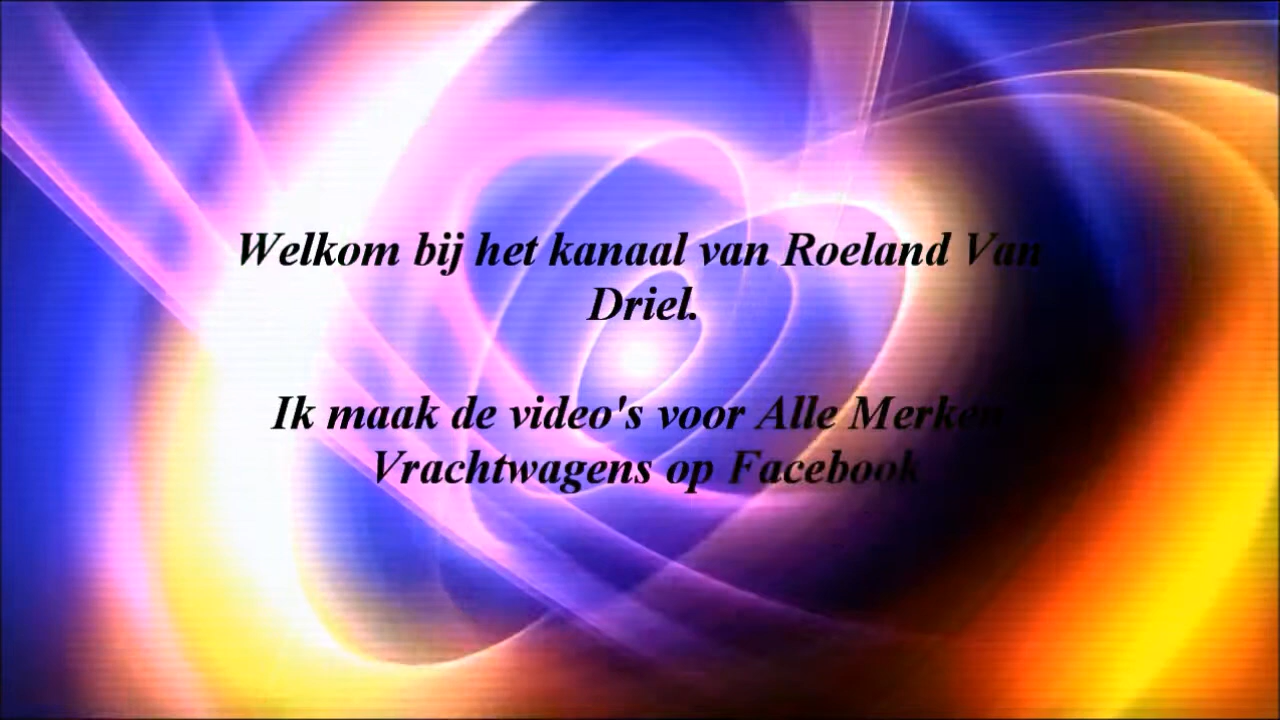 Welkom bij het kanaal van Roeland Van
Driel.
Ik maak de video's voor Alle Merken
Vrachtwagens op Facebook